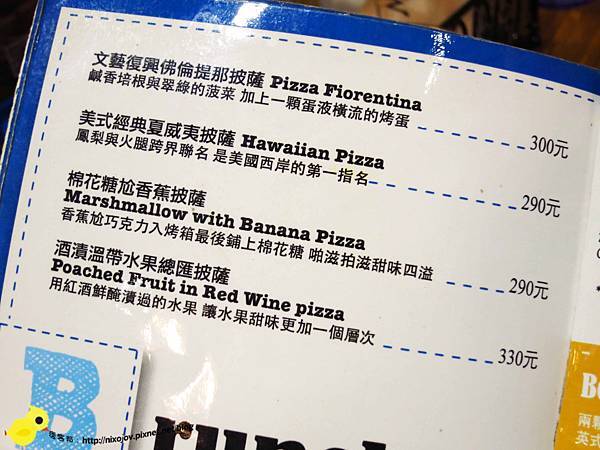 文藝復興佛倫提那披薩 Pizza Fiorentina
鹹香培根與翠綠的菠菜 加上一顆蛋液橫流的烤蛋 300元
美式經典夏威夷披薩 Hawaiian Pizza
鳳梨與火腿跨界聯名 是美國西岸的第一指名 290元
棉花糖尬香蕉披薩
Marshmallow with Banana Pizza
香蕉尬巧克力入烤箱最後鋪上棉花糖 啪滋拍滋甜味四溢 290元
酒漬溫帶水果總匯披薩
Poached Fruit in Red Wine pizza
用紅酒鮮醃漬過的水果 讓水果甜味更加一個層次 330元
B
兩
英式
http://nixojov.pixnet.net/blog